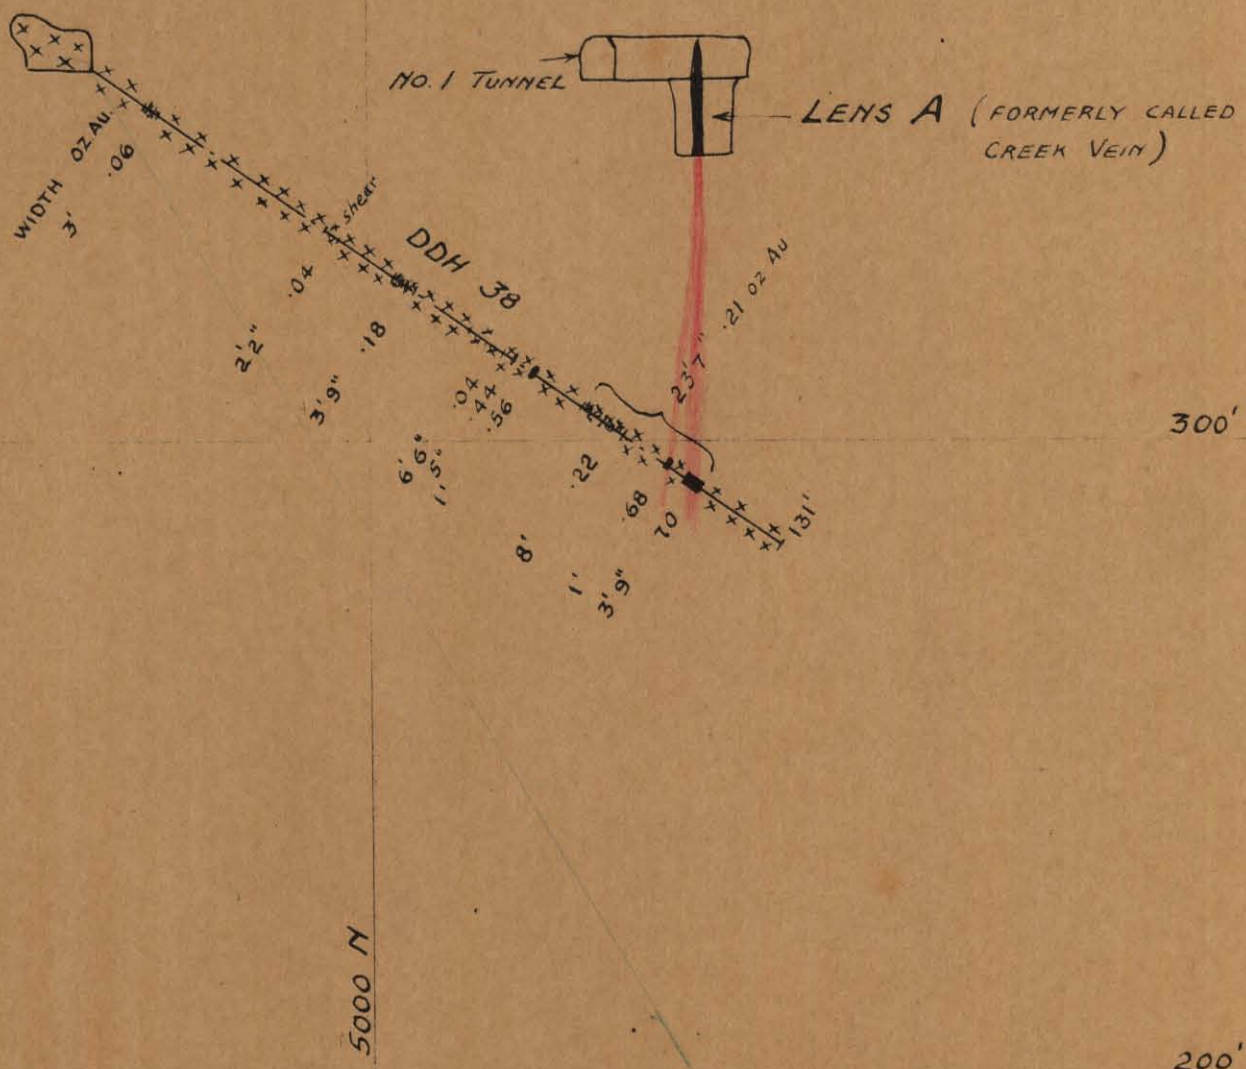 NO. 1 TUNNEL
LENS A (FORMERLY CALLED
CREEK VEIN)
WIDTH OZ Au.
3' .06
shear
DDH 38
2'2" .04
3'9" .18
6' .04
6" .44
1'5" .56
23'7" .21 oz Au
8' .22
1' .68
3'9" .70
131'
300'
5000 N
200'